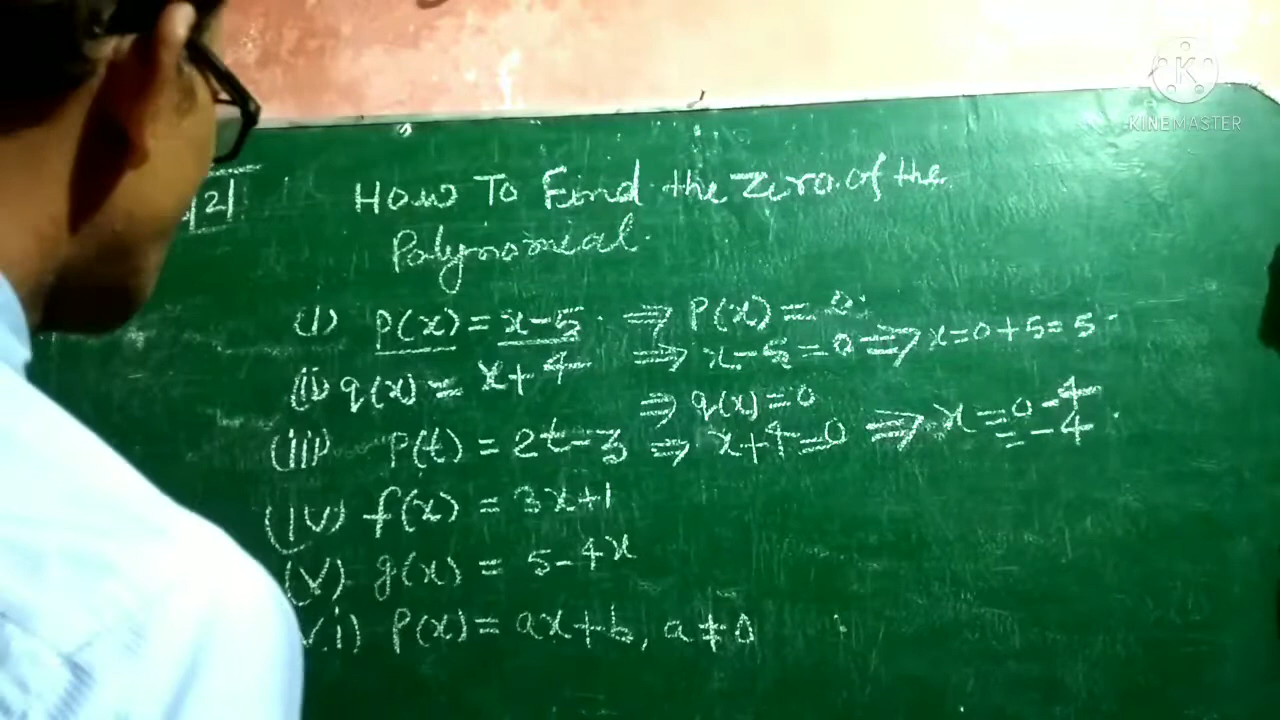 K
KINEMASTER
2
How To Find the Zero of the
Polynomial.
(i) p(x) = x-5 ⇒ p(x) = 0
⇒ x-5=0 ⇒ x=0+5=5
(ii) q(x) = x+4 ⇒ q(x)=0
⇒ x+4=0 ⇒ x=0-4
=-4
(iii) p(t) = 2t-3
(iv) f(x) = 3x+1
(v) g(x) = 5-4x
vi) p(x) = ax+b, a≠0